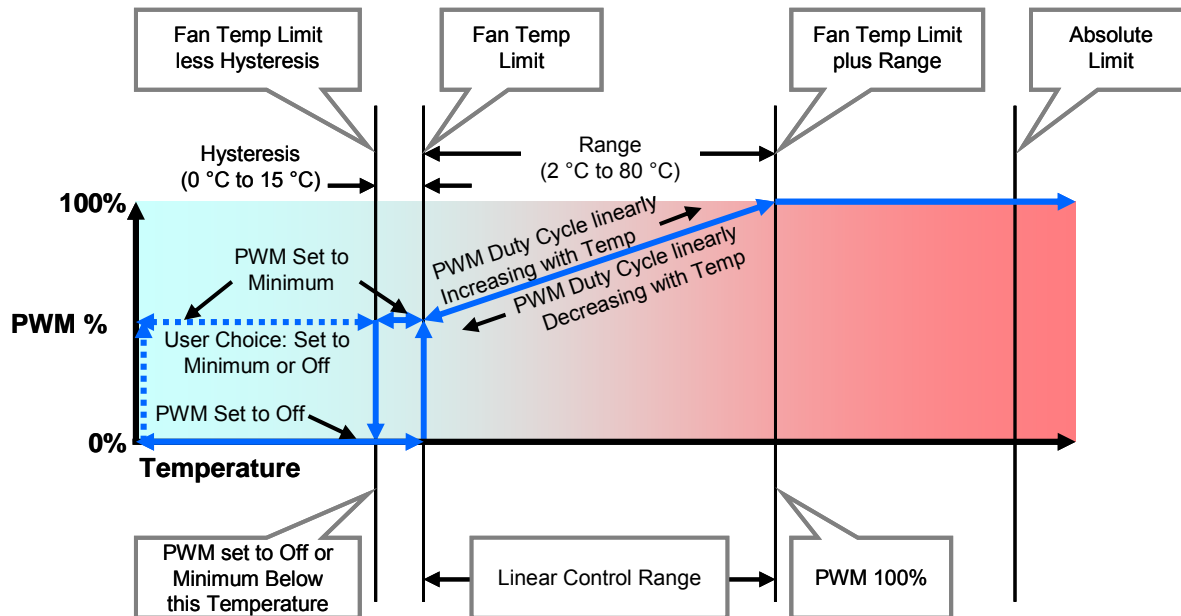 Fan Temp Limit
less Hysteresis
Fan Temp
Limit
Fan Temp Limit
plus Range
Absolute
Limit
Hysteresis
(0 °C to 15 °C)
Range
(2 °C to 80 °C)
100%
PWM Duty Cycle linearly
Increasing with Temp
PWM Duty Cycle linearly
Decreasing with Temp
PWM Set to
Minimum
PWM %
User Choice: Set to
Minimum or Off
PWM Set to Off
0%
Temperature
PWM set to Off or
Minimum Below
this Temperature
Linear Control Range
PWM 100%